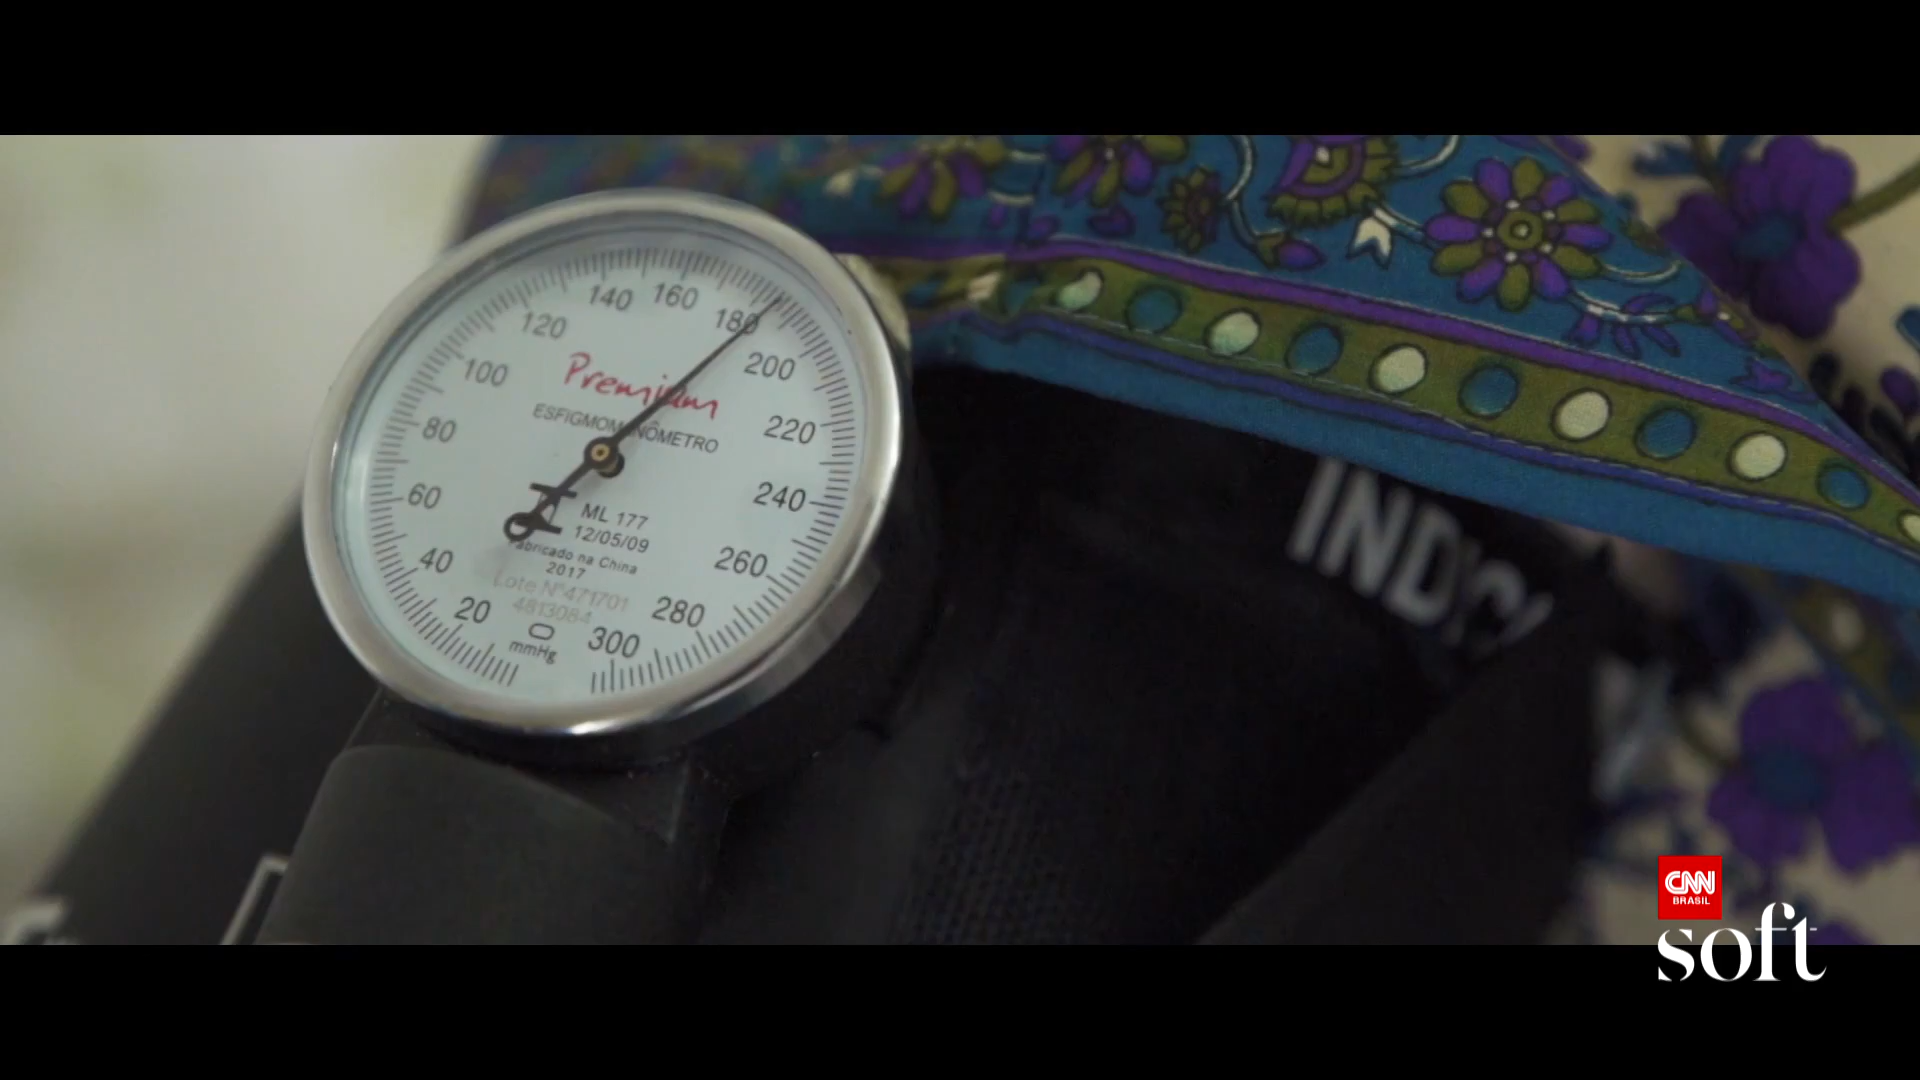 140 160
120 180
100 200
Premium
ESFIGMOMANÔMETRO
80 220
60 240
ML 177
12/05/09
Fabricado na China
2017
40 260
Lote Nº471701
4813084
20 280
mmHg 300
CNN
BRASIL
soft